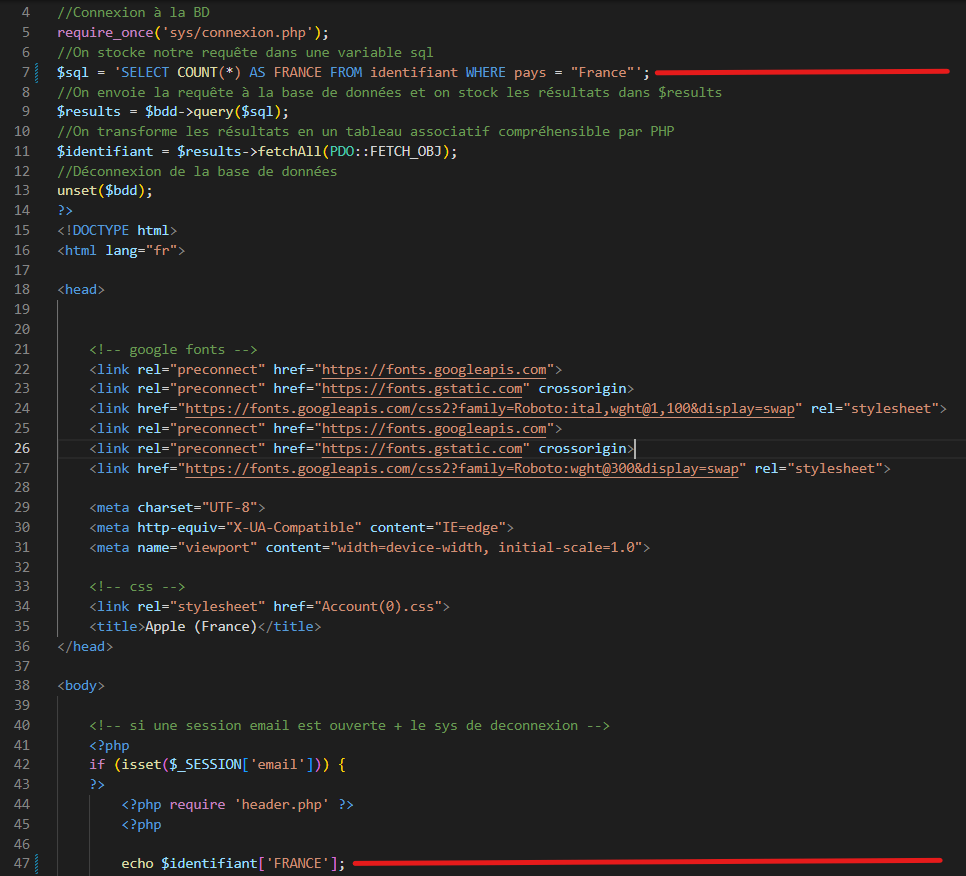 4 //Connexion à la BD
5 require_once('sys/connexion.php');
6 //On stocke notre requête dans une variable sql
7 $sql = 'SELECT COUNT(*) AS FRANCE FROM identifiant WHERE pays = "France"';
8 //On envoie la requête à la base de données et on stock les résultats dans $results
9 $results = $bdd->query($sql);
10 //On transforme les résultats en un tableau associatif compréhensible par PHP
11 $identifiant = $results->fetchAll(PDO::FETCH_OBJ);
12 //Déconnexion de la base de données
13 unset($bdd);
14 ?>
15 <!DOCTYPE html>
16 <html lang="fr">
17
18 <head>
19
20
21 <!-- google fonts -->
22 <link rel="preconnect" href="https://fonts.googleapis.com">
23 <link rel="preconnect" href="https://fonts.gstatic.com" crossorigin>
24 <link href="https://fonts.googleapis.com/css2?family=Roboto:ital,wght@1,100&display=swap" rel="stylesheet">
25 <link rel="preconnect" href="https://fonts.googleapis.com">
26 <link rel="preconnect" href="https://fonts.gstatic.com" crossorigin>
27 <link href="https://fonts.googleapis.com/css2?family=Roboto:wght@300&display=swap" rel="stylesheet">
28
29 <meta charset="UTF-8">
30 <meta http-equiv="X-UA-Compatible" content="IE=edge">
31 <meta name="viewport" content="width=device-width, initial-scale=1.0">
32
33 <!-- css -->
34 <link rel="stylesheet" href="Account(0).css">
35 <title>Apple (France)</title>
36 </head>
37
38 <body>
39
40 <!-- si une session email est ouverte + le sys de deconnexion -->
41 <?php
42 if (isset($_SESSION['email'])) {
43 ?>
44 <?php require 'header.php' ?>
45 <?php
46
47 echo $identifiant['FRANCE'];